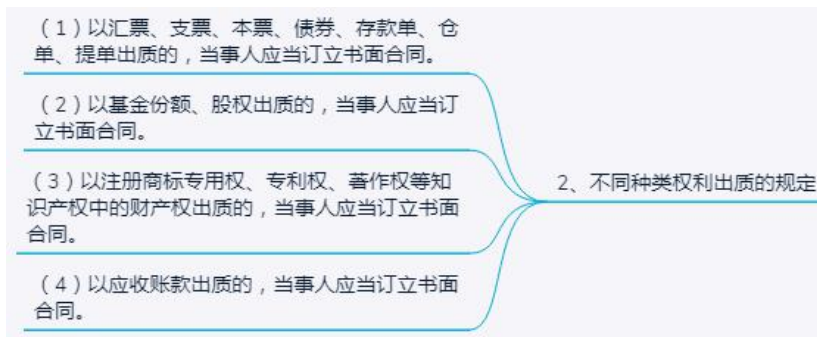 （1）以汇票、支票、本票、债券、存款单、仓
单、提单出质的，当事人应当订立书面合同。
（2）以基金份额、股权出质的，当事人应当订
立书面合同。
（3）以注册商标专用权、专利权、著作权等知
识产权中的财产权出质的，当事人应当订立书面
合同。
（4）以应收账款出质的，当事人应当订立书面
合同。
2、不同种类权利出质的规定